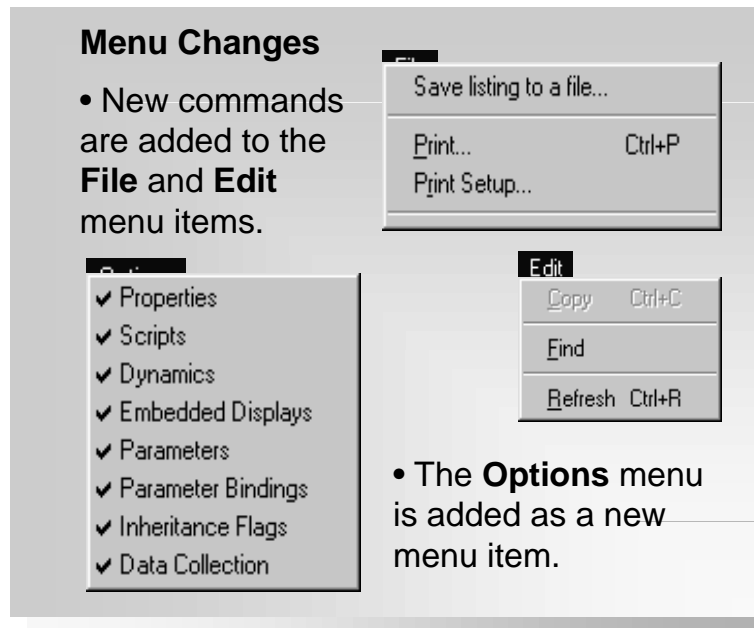 Menu Changes
• New commands
are added to the
File and Edit
menu items.
Save listing to a file...
Print... Ctrl+P
Print Setup...
✔ Properties
✔ Scripts
✔ Dynamics
✔ Embedded Displays
✔ Parameters
✔ Parameter Bindings
✔ Inheritance Flags
✔ Data Collection
Edit
Copy Ctrl+C
Find
Refresh Ctrl+R
• The Options menu
is added as a new
menu item.